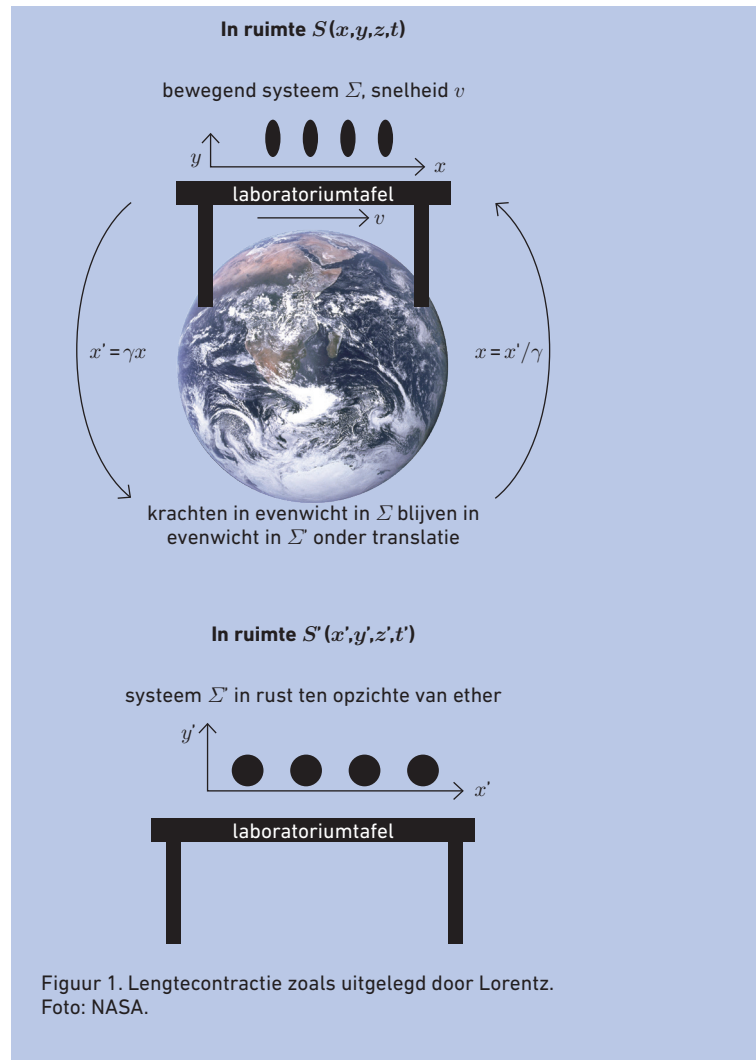 In ruimte S(x,y,z,t)
bewegend systeem Σ, snelheid v
y
x
laboratoriumtafel
v
x' = γx
x = x'/γ
krachten in evenwicht in Σ blijven in
evenwicht in Σ' onder translatie
In ruimte S'(x',y',z',t')
systeem Σ' in rust ten opzichte van ether
y'
x'
laboratoriumtafel
Figuur 1. Lengtecontractie zoals uitgelegd door Lorentz.
Foto: NASA.